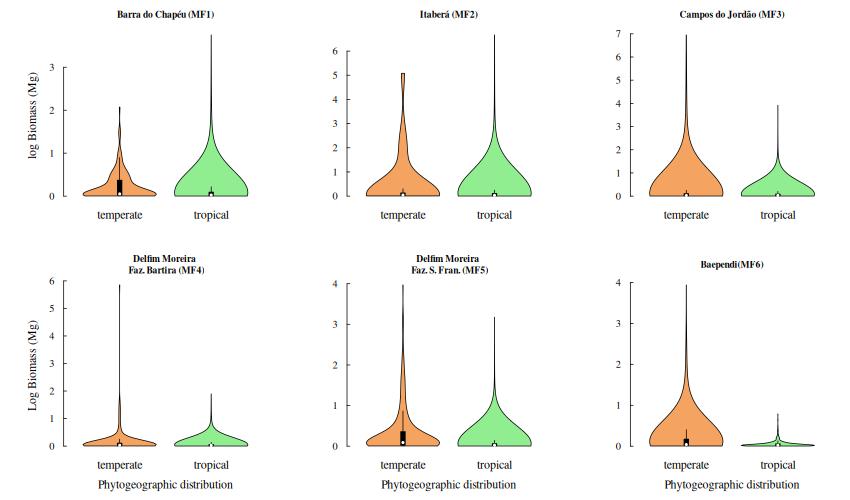 Barra do Chapéu (MF1)
Itaberá (MF2)
Campos do Jordão (MF3)
log Biomass (Mg)
3
2
1
0
6
5
4
3
2
1
0
7
6
5
4
3
2
1
0
temperate
tropical
temperate
tropical
temperate
tropical
Delfim Moreira
Faz. Bartira (MF4)
Delfim Moreira
Faz. S. Fran. (MF5)
Baependi(MF6)
Log Biomass (Mg)
6
5
4
3
2
1
0
4
3
2
1
0
4
3
2
1
0
temperate
tropical
temperate
tropical
temperate
tropical
Phytogeographic distribution
Phytogeographic distribution
Phytogeographic distribution